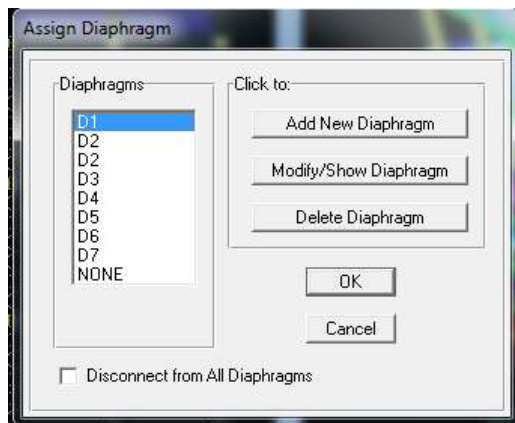 Assign Diaphragm
Diaphragms
D1
D2
D2
D3
D4
D5
D6
D7
NONE
Click to:
Add New Diaphragm
Modify/Show Diaphragm
Delete Diaphragm
OK
Cancel
Disconnect from All Diaphragms